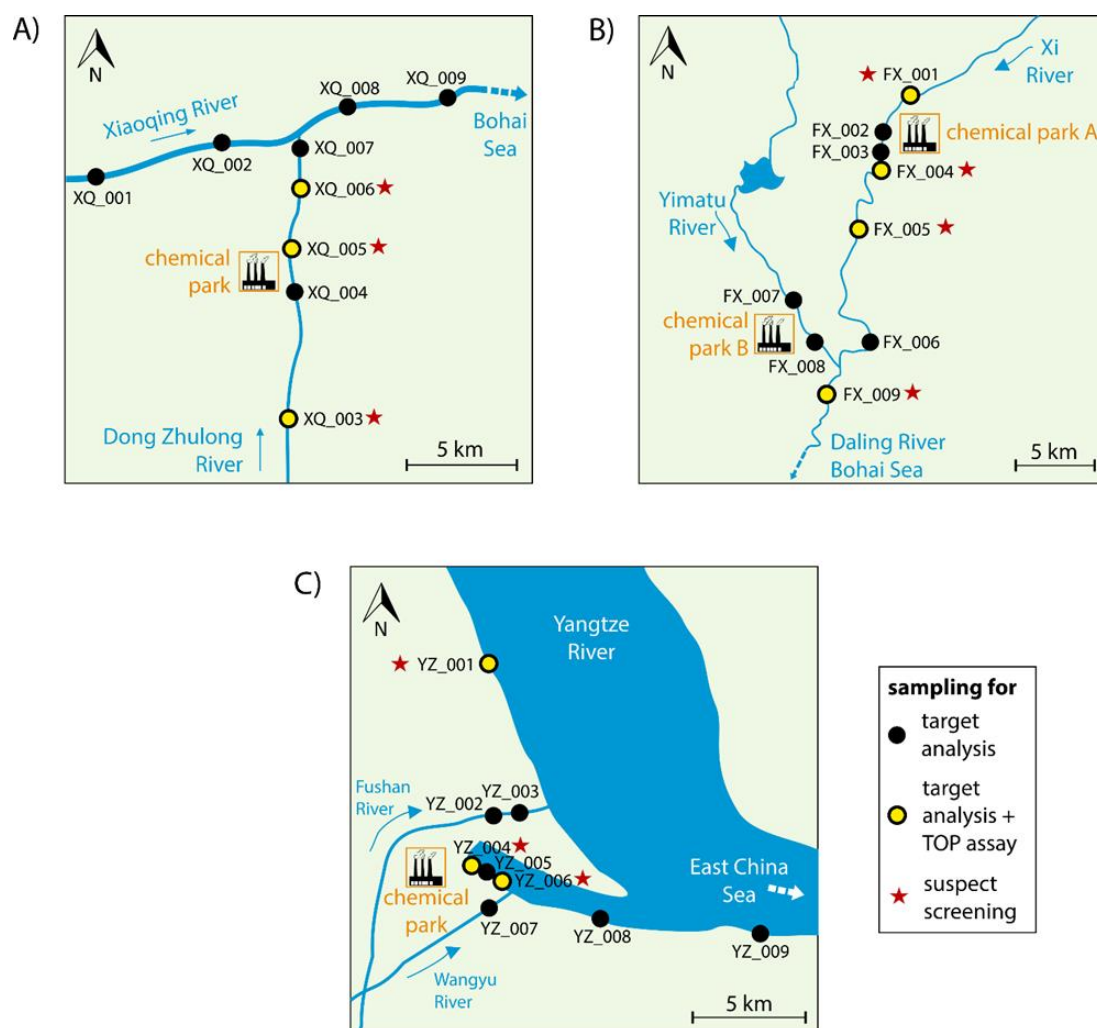 A)
N
Xiaoqing River
XQ_001
XQ_002
XQ_008
XQ_009
Bohai
Sea
XQ_007
XQ_006
XQ_005
chemical
park
XQ_004
XQ_003
Dong Zhulong
River
5 km
B)
N
FX_001
Xi
River
FX_002
chemical park A
FX_003
FX_004
Yimatu
River
FX_005
FX_007
chemical
park B
FX_008
FX_006
FX_009
Daling River
Bohai Sea
5 km
C)
N
Yangtze
River
YZ_001
Fushan
River
YZ_002
YZ_003
YZ_004
YZ_005
YZ_006
chemical
park
YZ_007
Wangyu
River
YZ_008
East China
Sea
YZ_009
5 km
sampling for
target
analysis
target
analysis +
TOP assay
suspect
screening